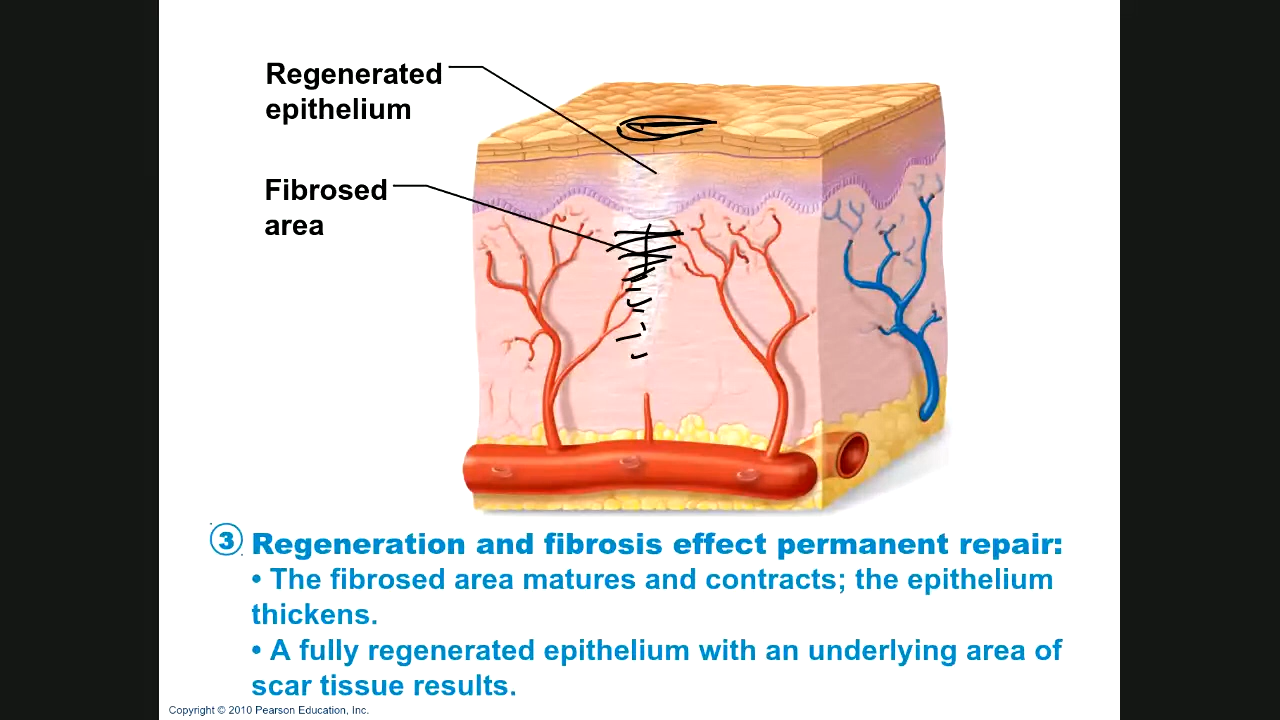 Regenerated
epithelium
Fibrosed
area
3 Regeneration and fibrosis effect permanent repair:
• The fibrosed area matures and contracts; the epithelium
thickens.
• A fully regenerated epithelium with an underlying area of
scar tissue results.
Copyright © 2010 Pearson Education, Inc.